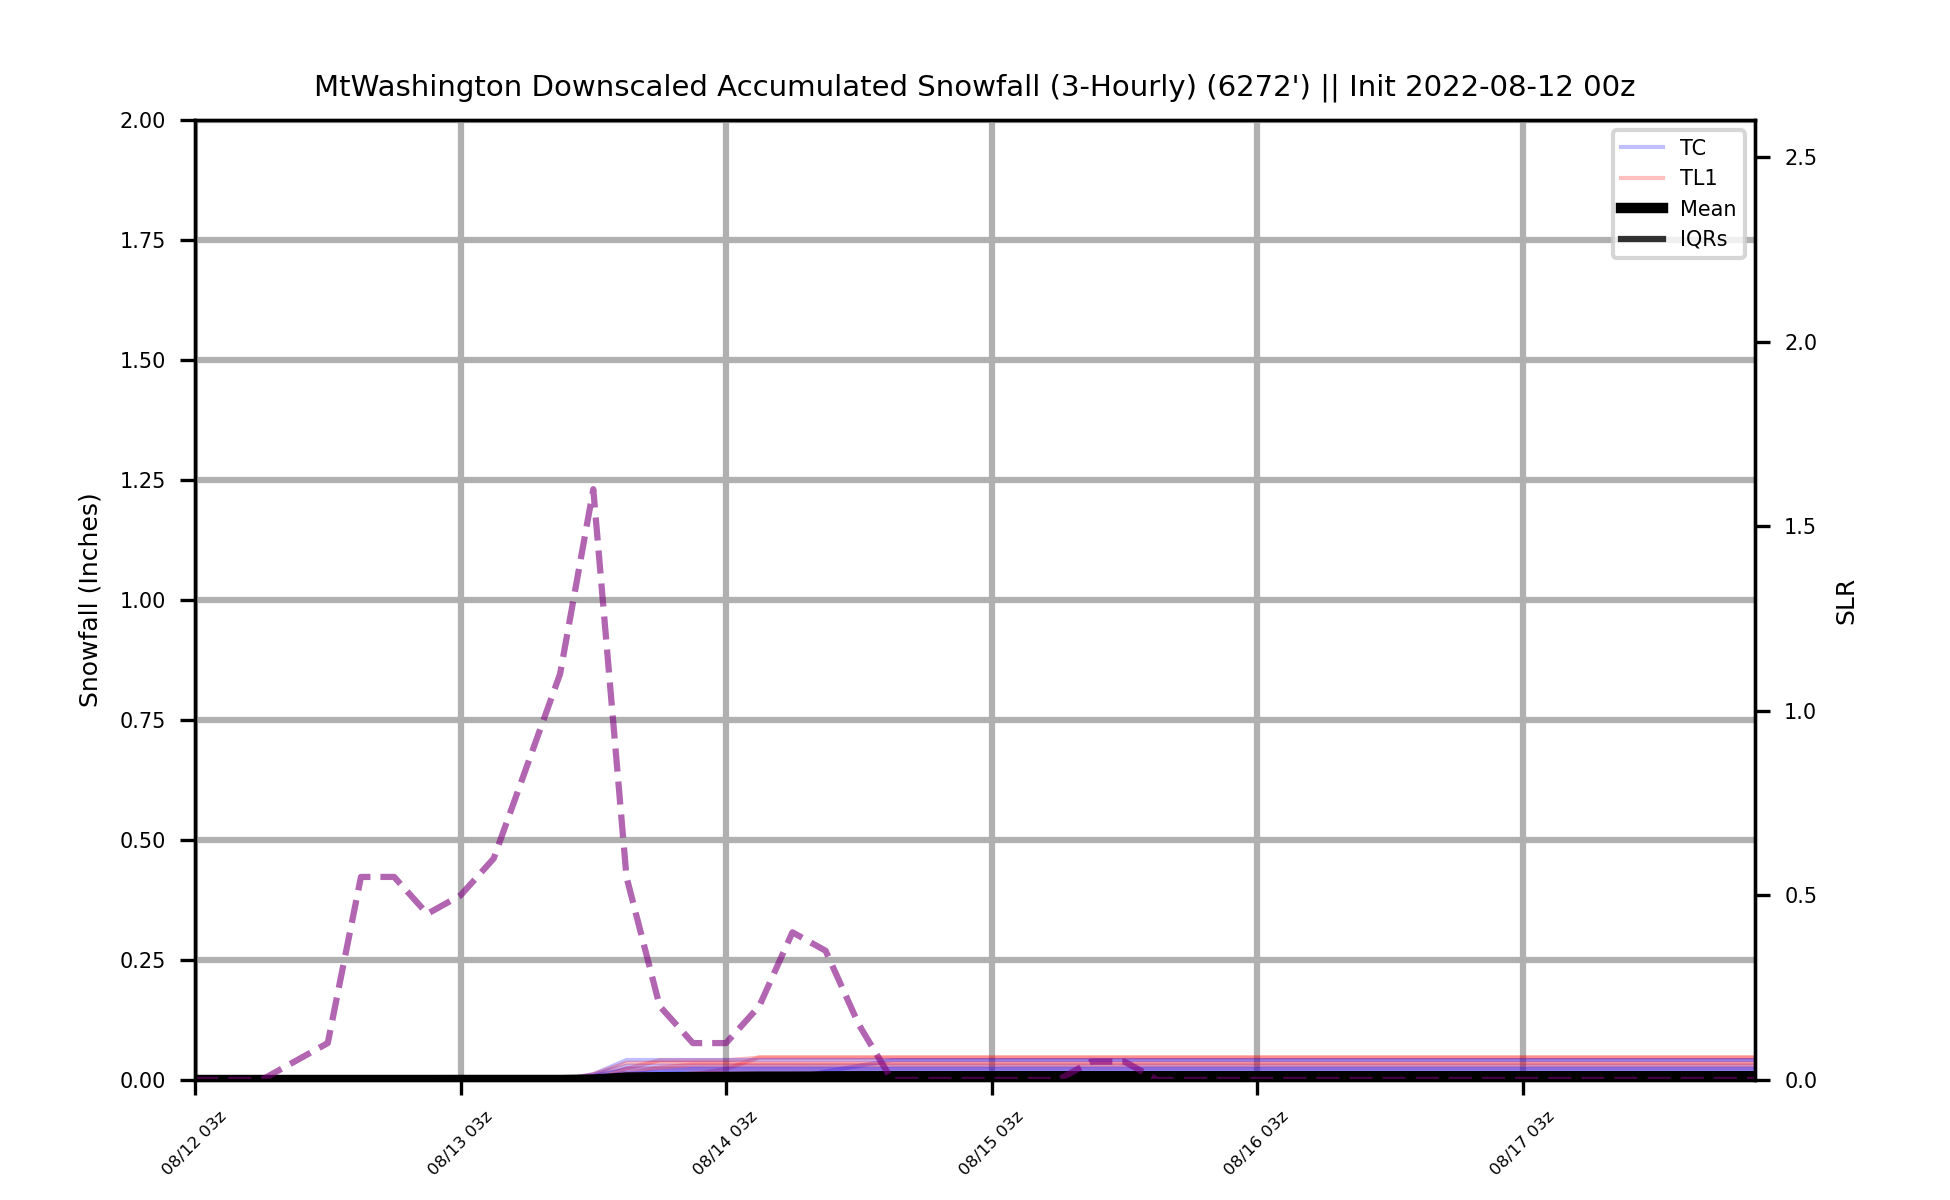 MtWashington Downscaled Accumulated Snowfall (3-Hourly) (6272') || Init 2022-08-12 00z
2.00
1.75
1.50
1.25
1.00
0.75
0.50
0.25
0.00
Snowfall (Inches)
TC
TL1
Mean
IQRs
2.5
2.0
1.5
1.0
0.5
0.0
SLR
08/12 03z
08/13 03z
08/14 03z
08/15 03z
08/16 03z
08/17 03z